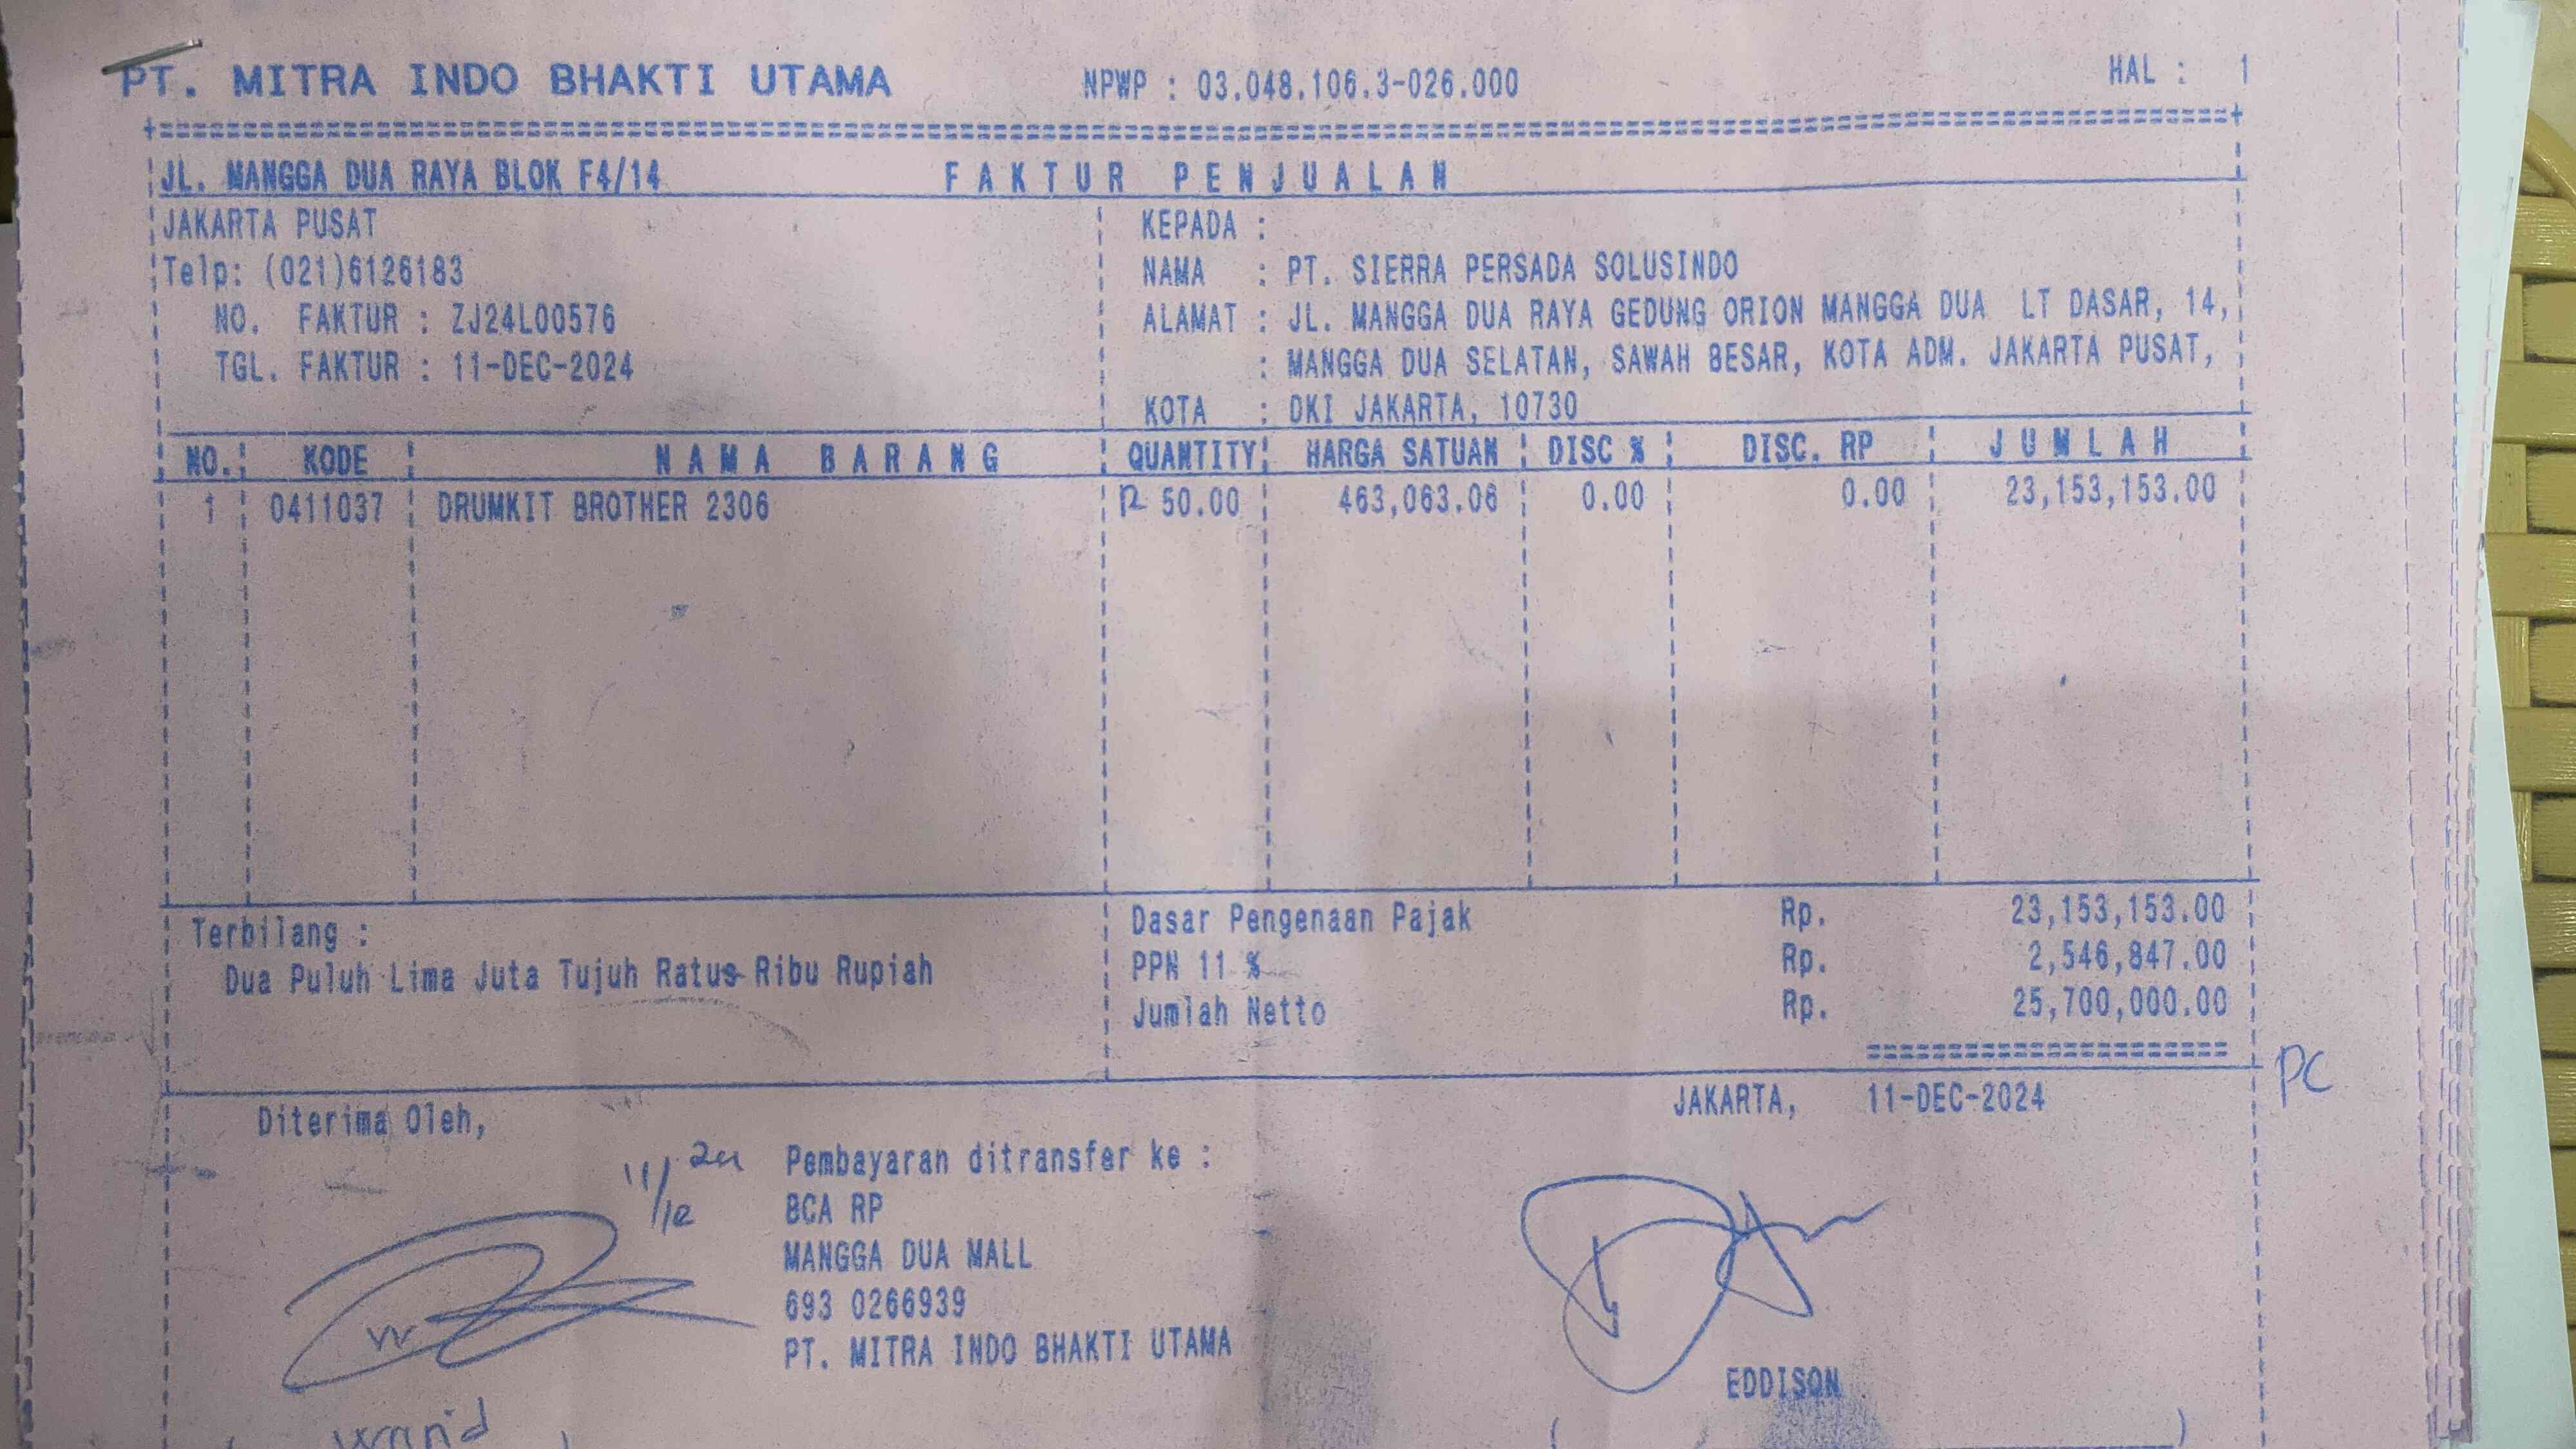 PT. MITRA INDO BHAKTI UTAMA NPWP : 03.048.106.3-026.000 HAL : 1
JL. MANGGA DUA RAYA BLOK F4/14 FAKTUR PENJUALAN
JAKARTA PUSAT
Telp: (021)6126183
NO. FAKTUR : ZJ24L00576
TGL. FAKTUR : 11-DEC-2024
KEPADA :
NAMA : PT. SIERRA PERSADA SOLUSINDO
ALAMAT : JL. MANGGA DUA RAYA GEDUNG ORION MANGGA DUA LT DASAR, 14,
: MANGGA DUA SELATAN, SAWAH BESAR, KOTA ADM. JAKARTA PUSAT,
KOTA : DKI JAKARTA, 10730
NO. KODE NAMA BARANG QUANTITY HARGA SATUAN DISC % DISC. RP JUMLAH
1 0411037 DRUMKIT BROTHER 2306 50.00 463,063.06 0.00 0.00 23,153,153.00
Terbilang :
Dua Puluh Lima Juta Tujuh Ratus Ribu Rupiah
Dasar Pengenaan Pajak Rp. 23,153,153.00
PPN 11 % Rp. 2,546,847.00
Jumlah Netto Rp. 25,700,000.00
PC
JAKARTA, 11-DEC-2024
Diterima Oleh,
11/12
Pembayaran ditransfer ke :
BCA RP
MANGGA DUA MALL
693 0266939
PT. MITRA INDO BHAKTI UTAMA
EDDISON